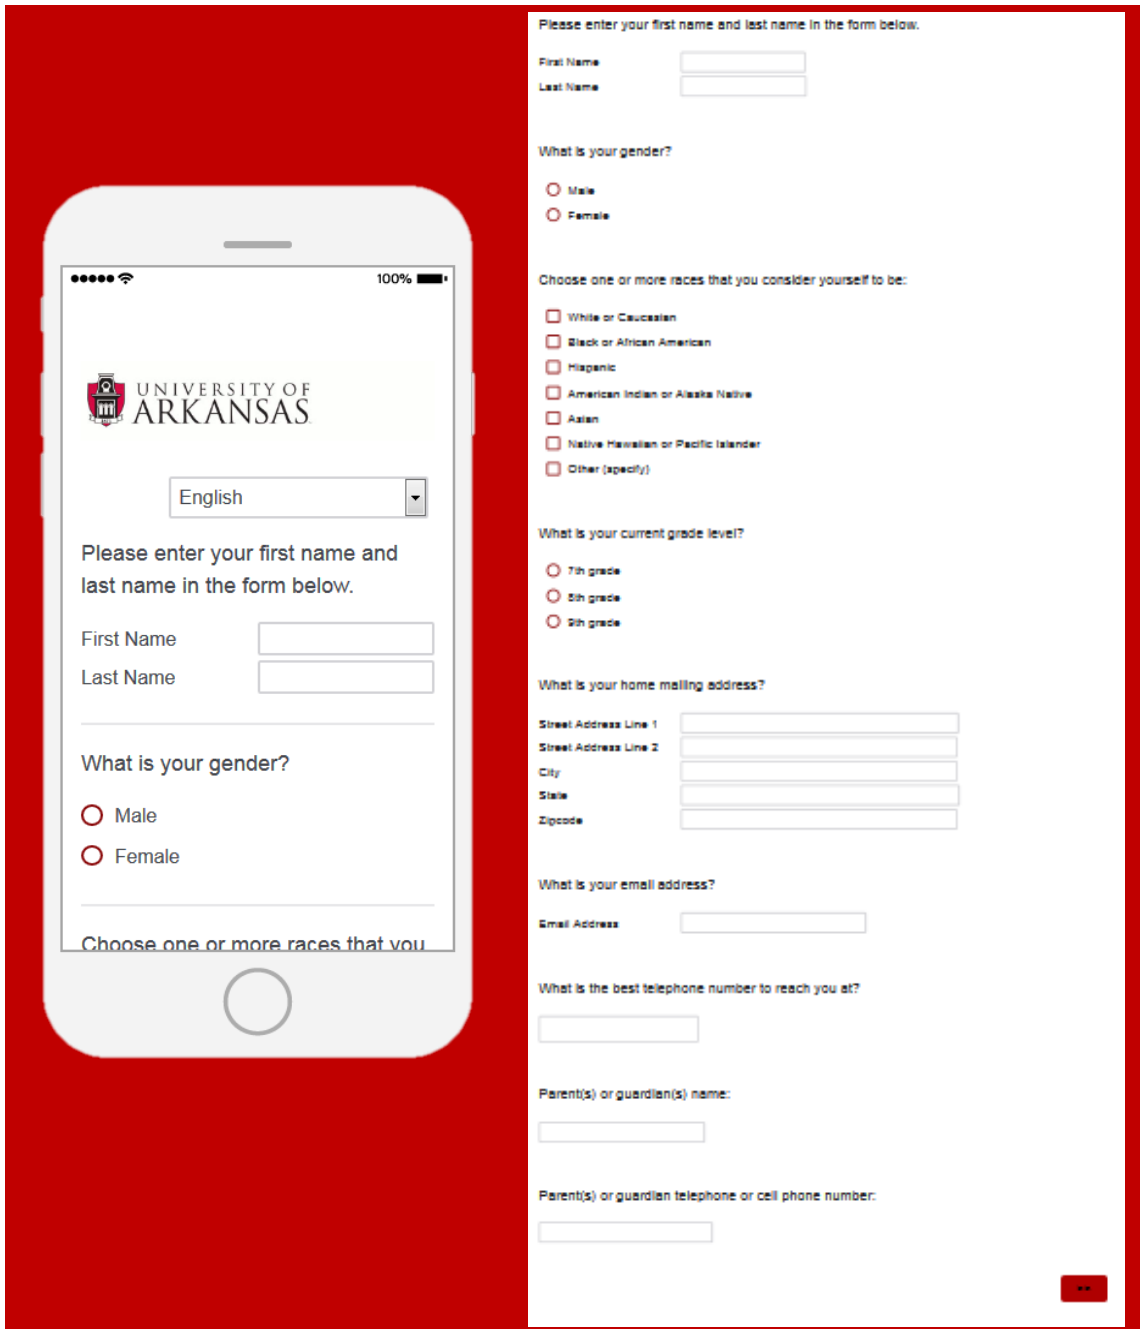 100%
UNIVERSITY OF
ARKANSAS
English
Please enter your first name and
last name in the form below.
First Name
Last Name
What is your gender?
Male
Female
Choose one or more races that you
Please enter your first name and last name in the form below.
First Name
Last Name
What is your gender?
Male
Female
Choose one or more races that you consider yourself to be:
White or Caucasian
Black or African American
Hispanic
American Indian or Alaska Native
Asian
Native Hawaiian or Pacific Islander
Other (specify)
What is your current grade level?
7th grade
8th grade
9th grade
What is your home mailing address?
Street Address Line 1
Street Address Line 2
City
State
Zipcode
What is your email address?
Email Address
What is the best telephone number to reach you at?
Parent(s) or guardian(s) name:
Parent(s) or guardian telephone or cell phone number: